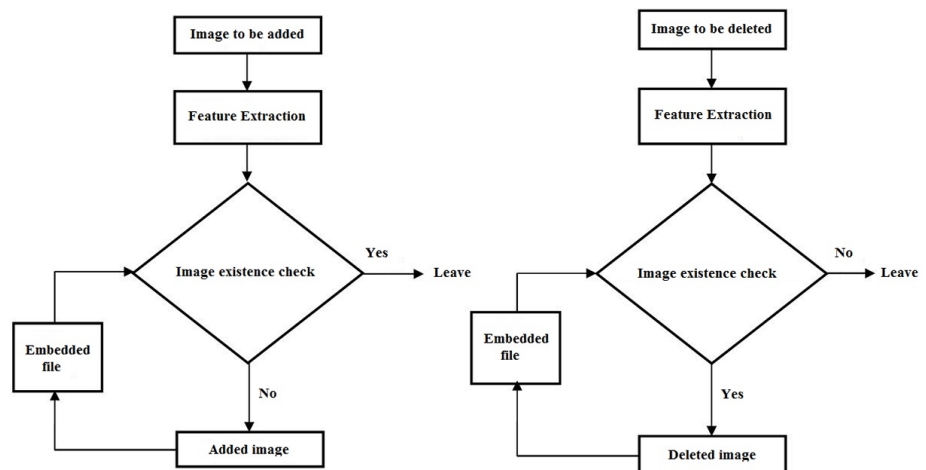 Image to be added
Feature Extraction
Image existence check
Yes
Leave
Embedded
file
No
Added image
Image to be deleted
Feature Extraction
Image existence check
No
Leave
Embedded
file
Yes
Deleted image